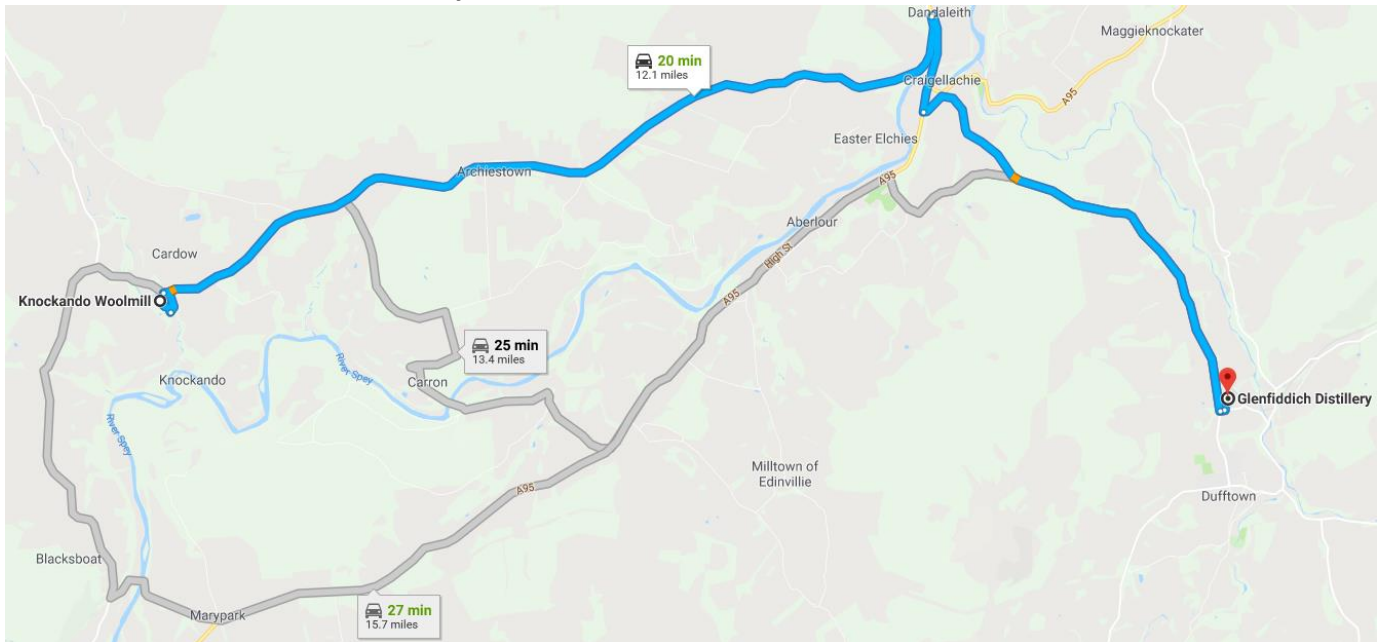 Dandaleith
Maggieknockater
20 min
12.1 miles
Craigellachie
A95
Easter Elchies
Archiestown
A95
Aberlour
Cardow
High St
Knockando Woolmill
A95
25 min
13.4 miles
River Spey
Knockando
Carron
Glenfiddich Distillery
River Spey
Milltown of
Edinvillie
A95
Dufftown
Blacksboat
27 min
15.7 miles
Marypark